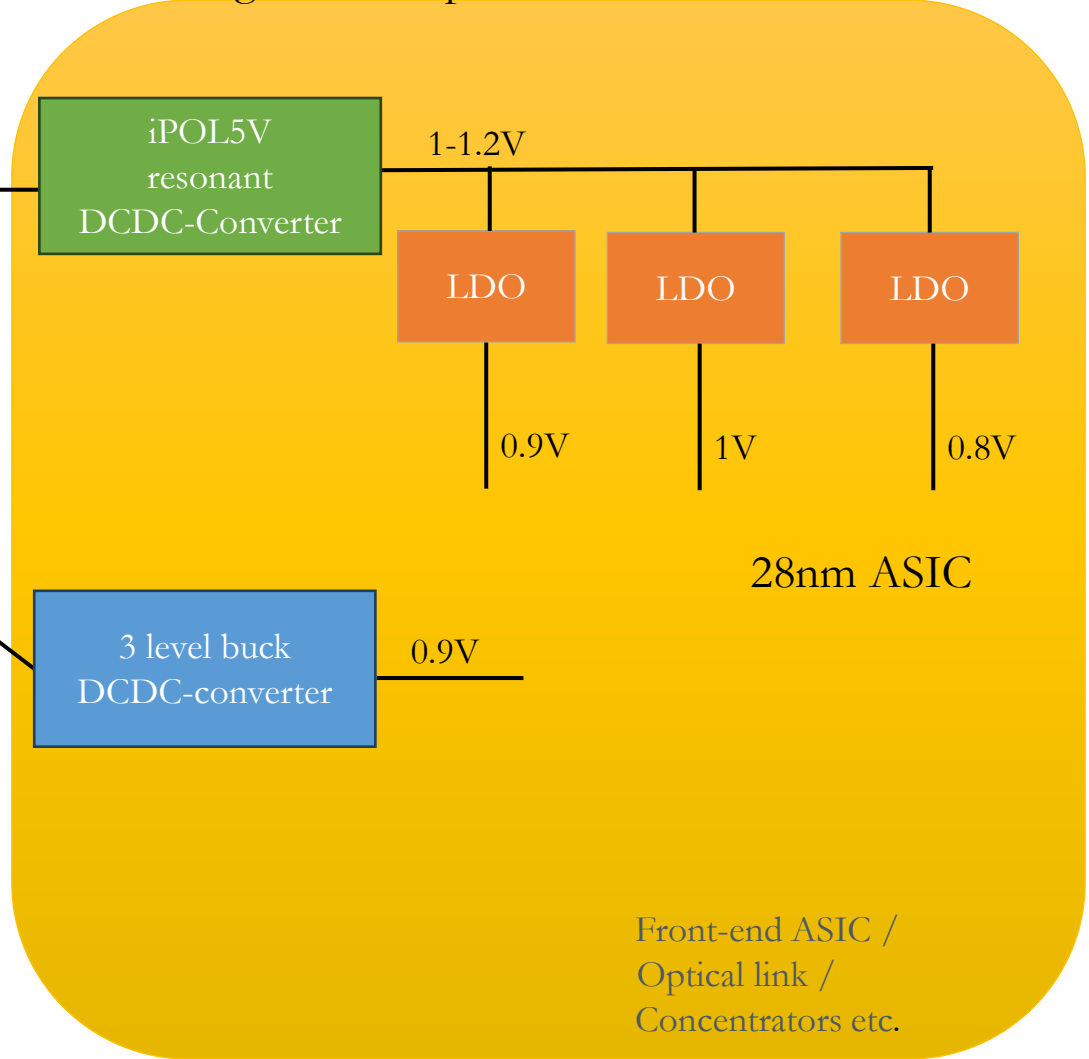 iPOL5V
resonant
DCDC-Converter
1-1.2V
LDO
LDO
LDO
0.9V
1V
0.8V
28nm ASIC
3 level buck
DCDC-converter
0.9V
Front-end ASIC /
Optical link /
Concentrators etc.